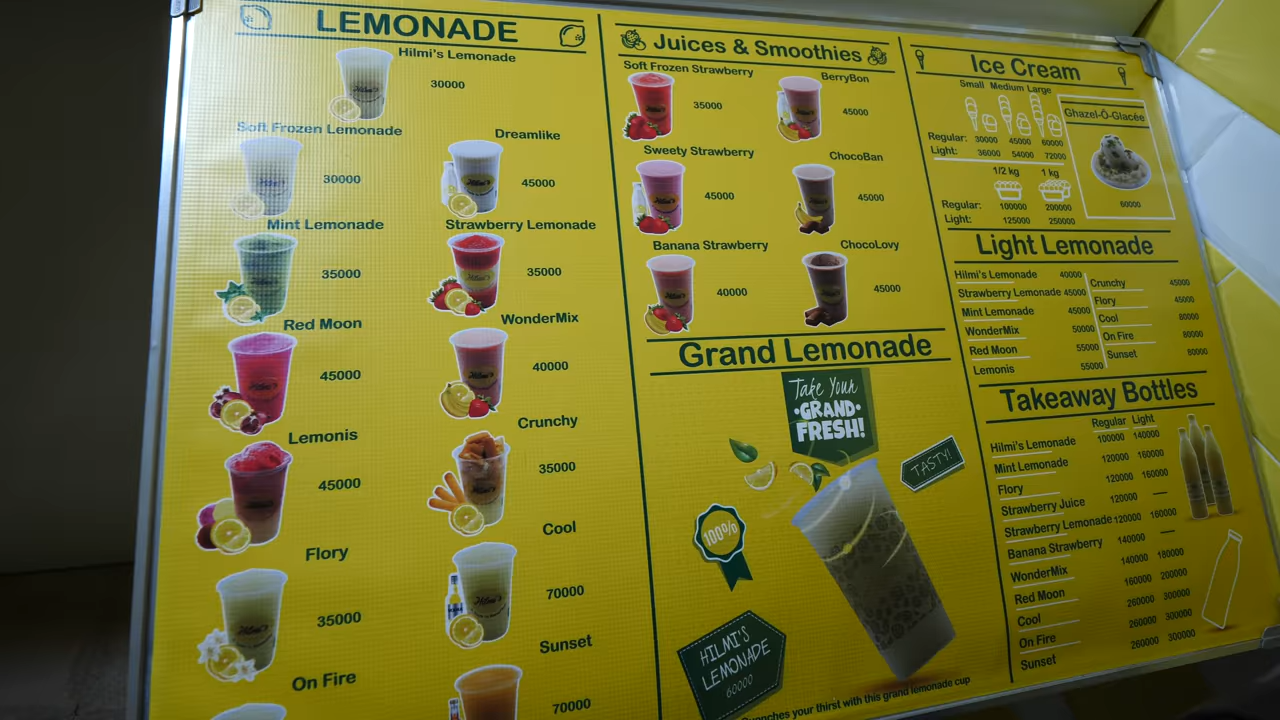 LEMONADE
Hilmi's Lemonade
30000
Soft Frozen Lemonade
30000
Dreamlike
45000
Mint Lemonade
35000
Strawberry Lemonade
35000
Red Moon
45000
WonderMix
40000
Lemonis
45000
Crunchy
35000
Flory
35000
Cool
70000
On Fire
Sunset
70000
Juices & Smoothies
Soft Frozen Strawberry
35000
BerryBon
45000
Sweety Strawberry
45000
ChocoBan
45000
Banana Strawberry
40000
ChocoLovy
45000
Grand Lemonade
Take Your
·GRAND·
FRESH!
TASTY!
100%
HILMI'S
LEMONADE
60000
your thirst with this grand lemonade cup
Ice Cream
Small Medium Large
Regular: 30000 45000 60000
Light: 36000 54000 72000
1/2 kg 1 kg
Regular: 100000 200000
Light: 125000 250000
Ghazel-Ô-Glacée
60000
Light Lemonade
Hilmi's Lemonade 40000
Strawberry Lemonade 45000
Mint Lemonade 45000
WonderMix 50000
Red Moon 55000
Lemonis 55000
Crunchy 45000
Flory 45000
Cool 80000
On Fire 80000
Sunset 80000
Takeaway Bottles
Regular Light
Hilmi's Lemonade 100000 140000
Mint Lemonade 120000 160000
Flory 120000 160000
Strawberry Juice 120000 —
Strawberry Lemonade 120000 160000
Banana Strawberry 140000 —
WonderMix 140000 180000
Red Moon 160000 200000
Cool 260000 300000
On Fire 260000 300000
Sunset 260000 300000